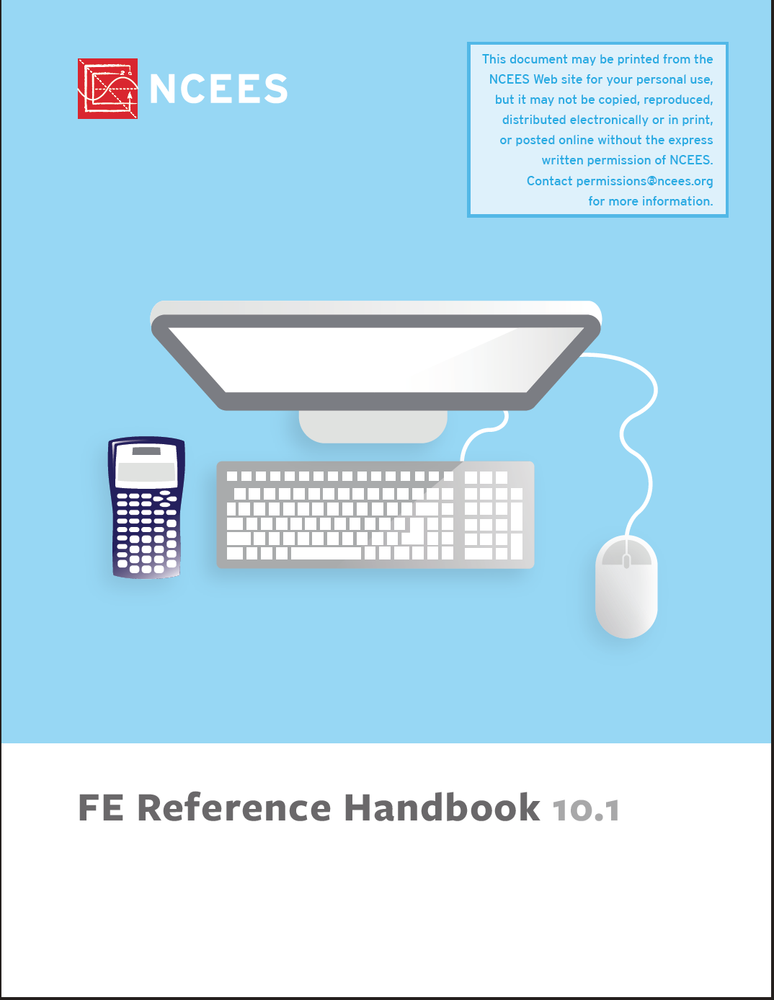 NCEES
This document may be printed from the
NCEES Web site for your personal use,
but it may not be copied, reproduced,
distributed electronically or in print,
or posted online without the express
written permission of NCEES.
Contact permissions@ncees.org
for more information.
FE Reference Handbook 10.1